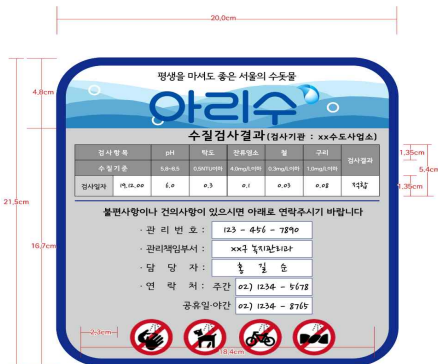 20.0cm
평생을 마셔도 좋은 서울의 수돗물
4.8cm
아리수
수질검사결과 (검사기관 : xx수도사업소)
검사항목 pH 탁도 잔류염소 철 구리 검사결과
1.35cm
수질기준 5.8~8.5 0.5NTU이하 4.0mg/L이하 0.3mg/L이하 1.0mg/L이하
5.4cm
검사일자 19.12.00 6.0 0.3 0.1 0.03 0.08 적합
1.35cm
21.5cm
불편사항이나 건의사항이 있으시면 아래로 연락주시기 바랍니다
· 관 리 번 호 : 123 - 456 - 7890
16.7cm
· 관리책임부서 : xx구 녹지관리과
· 담 당 자 : 홍 길 순
· 연 락 처 : 주간 02) 1234 - 5678
공휴일·야간 02) 1234 - 8765
2.3cm
18.4cm